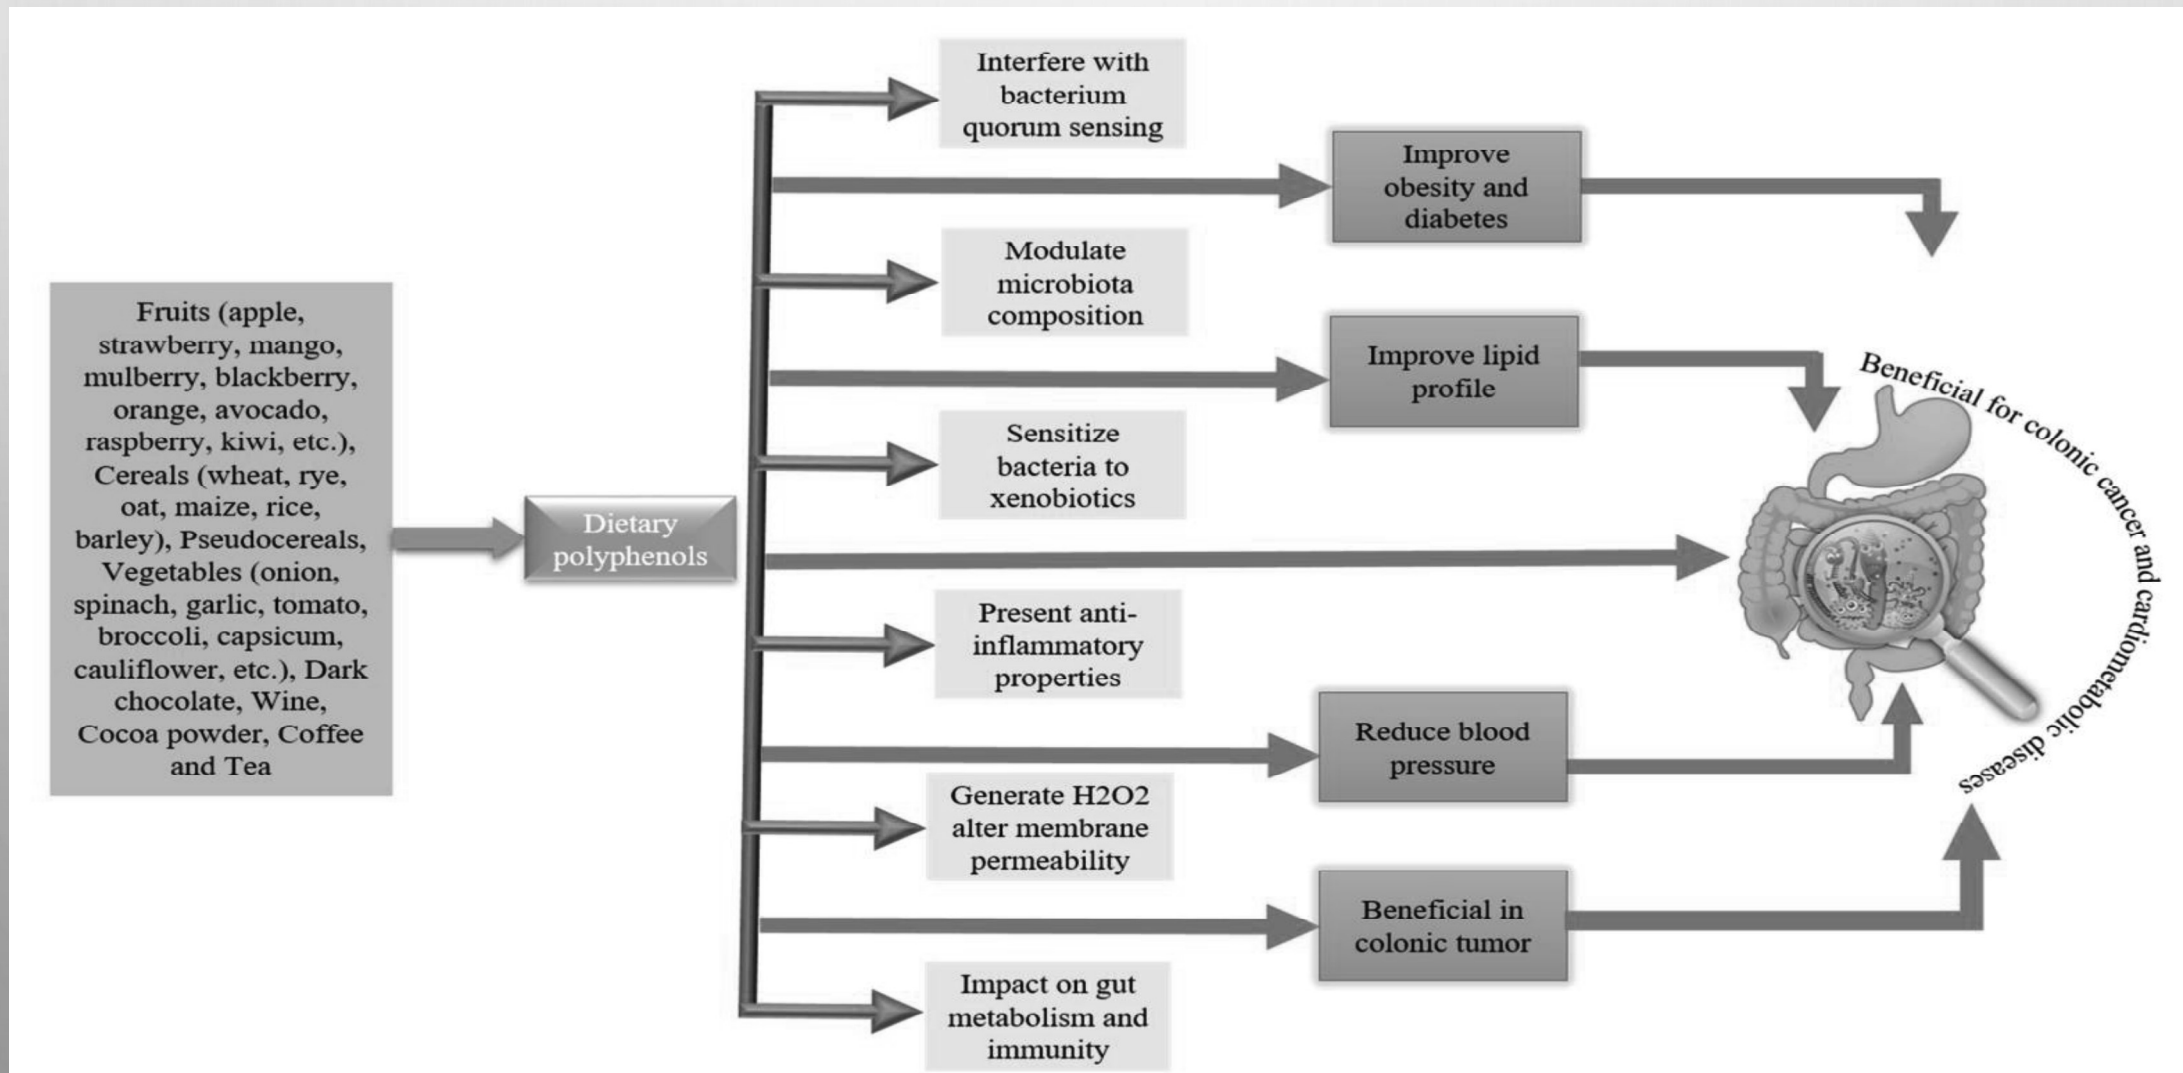 Fruits (apple,
strawberry, mango,
mulberry, blackberry,
orange, avocado,
raspberry, kiwi, etc.),
Cereals (wheat, rye,
oat, maize, rice,
barley), Pseudocereals,
Vegetables (onion,
spinach, garlic, tomato,
broccoli, capsicum,
cauliflower, etc.), Dark
chocolate, Wine,
Cocoa powder, Coffee
and Tea
Dietary
polyphenols
Interfere with
bacterium
quorum sensing
Modulate
microbiota
composition
Sensitize
bacteria to
xenobiotics
Present anti-
inflammatory
properties
Generate H2O2
alter membrane
permeability
Impact on gut
metabolism and
immunity
Improve
obesity and
diabetes
Improve lipid
profile
Reduce blood
pressure
Beneficial in
colonic tumor
Beneficial for colonic cancer and cardiometabolic diseases